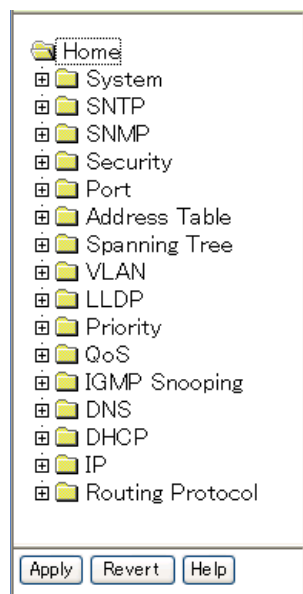 Home
System
SNTP
SNMP
Security
Port
Address Table
Spanning Tree
VLAN
LLDP
Priority
QoS
IGMP Snooping
DNS
DHCP
IP
Routing Protocol
Apply Revert Help